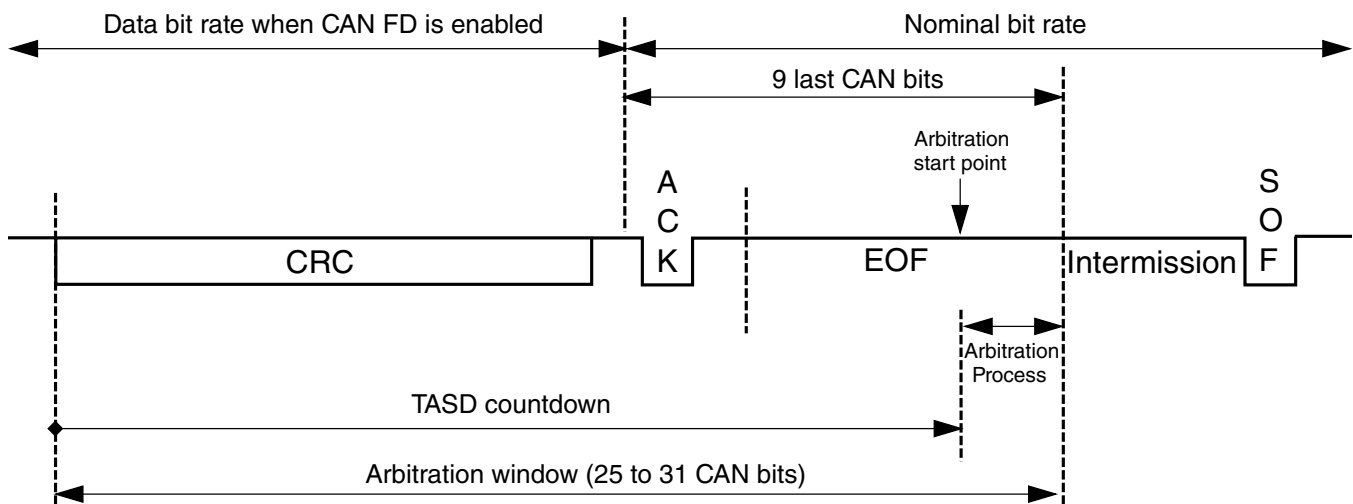 Data bit rate when CAN FD is enabled
Nominal bit rate
9 last CAN bits
Arbitration
start point
A
C
K
S
O
F
CRC
EOF
Intermission
Arbitration
Process
TASD countdown
Arbitration window (25 to 31 CAN bits)